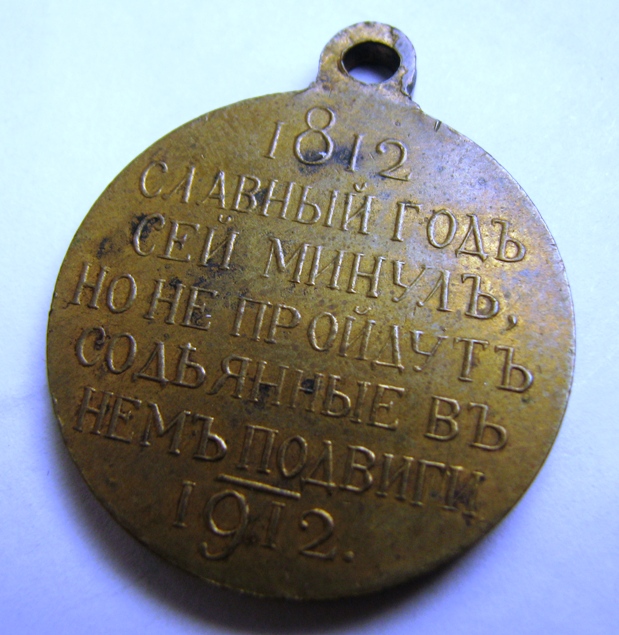 1812
СЛАВНЫЙ ГОДЪ
СЕЙ МИНУЛЪ,
НО НЕ ПРОЙДУТЪ
СОДѢЯННЫЕ ВЪ
НЕМЪ ПОДВИГИ
1912.